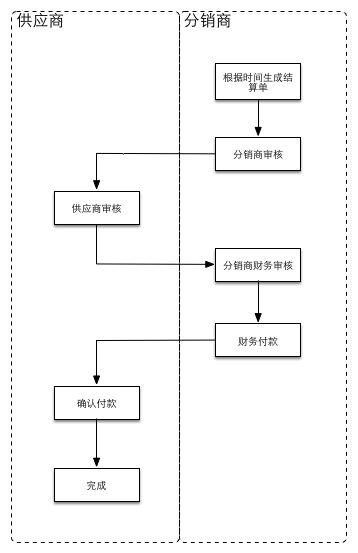 供应商
分销商
根据时间生成结
算单
分销商审核
供应商审核
分销商财务审核
财务付款
确认付款
完成